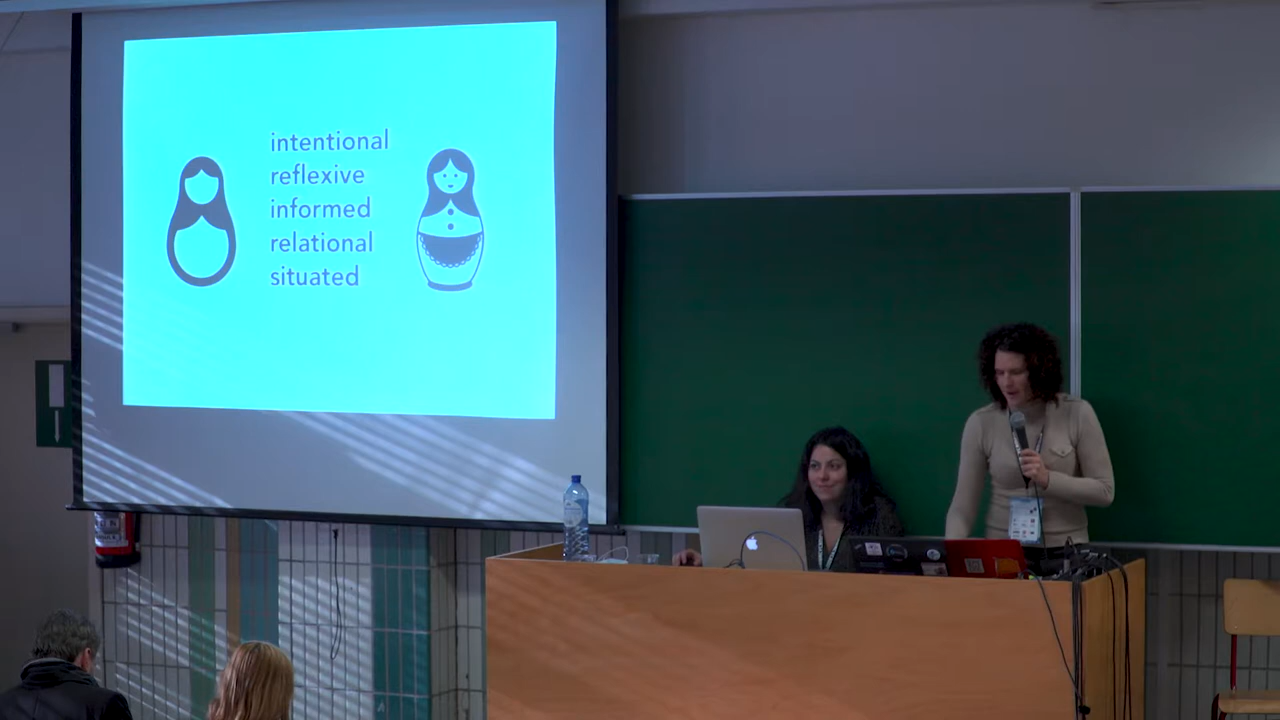 intentional
reflexive
informed
relational
situated